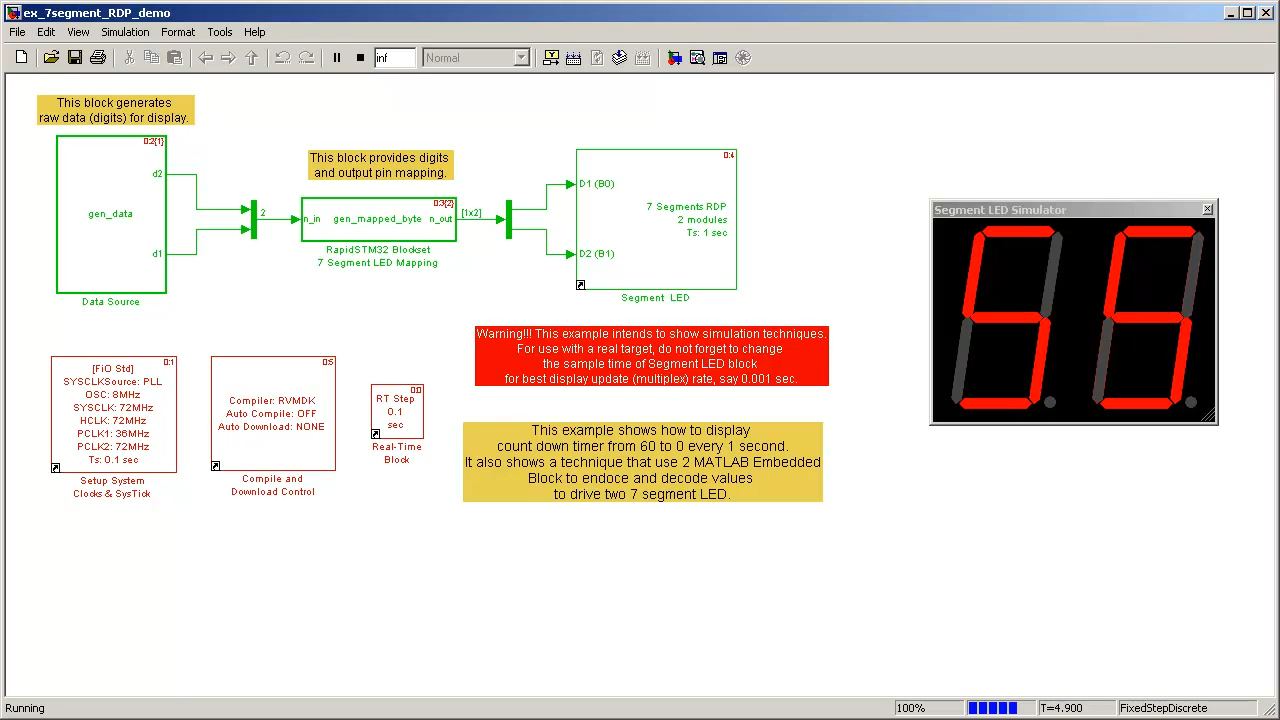 ex_7segment_RDP_demo
File Edit View Simulation Format Tools Help
inf Normal
This block generates
raw data (digits) for display.
0:2{1}
d2
gen_data
d1
Data Source
2
This block provides digits
and output pin mapping.
0:3{2}
n_in gen_mapped_byte n_out
RapidSTM32 Blockset
7 Segment LED Mapping
[1x2]
0:4
D1 (B0)
7 Segments RDP
2 modules
Ts: 1 sec
D2 (B1)
Segment LED
Segment LED Simulator
55
Warning!!! This example intends to show simulation techniques.
For use with a real target, do not forget to change
the sample time of Segment LED block
for best display update (multiplex) rate, say 0.001 sec.
0:1
[FiO Std]
SYSCLKSource: PLL
OSC: 8MHz
SYSCLK: 72MHz
HCLK: 72MHz
PCLK1: 36MHz
PCLK2: 72MHz
Ts: 0.1 sec
Setup System
Clocks & SysTick
0:5
Compiler: RVMDK
Auto Compile: OFF
Auto Download: NONE
Compile and
Download Control
0:0
RT Step
0.1
sec
Real-Time
Block
This example shows how to display
count down timer from 60 to 0 every 1 second.
It also shows a technique that use 2 MATLAB Embedded
Block to endoce and decode values
to drive two 7 segment LED.
Running 100% T=4.900 FixedStepDiscrete